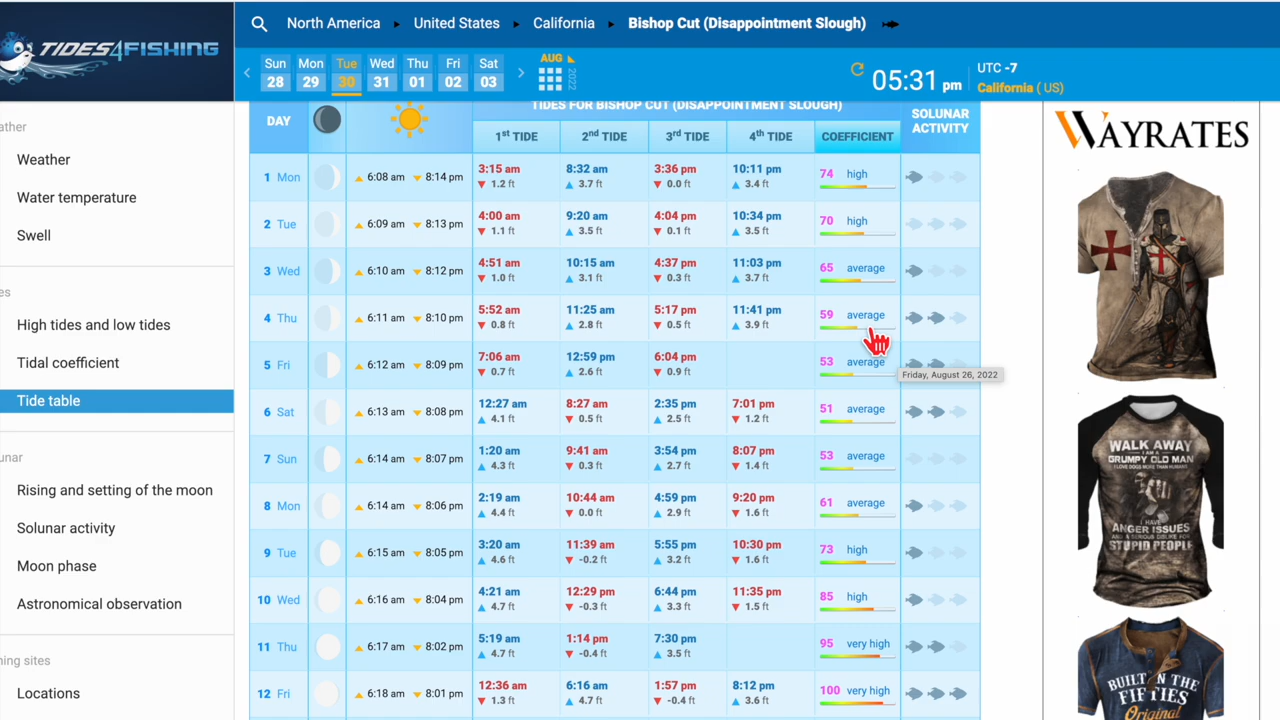 TIDES4FISHING
North America ▸ United States ▸ California ▸ Bishop Cut (Disappointment Slough)
Sun Mon Tue Wed Thu Fri Sat
28 29 30 31 01 02 03
AUG
2022
05:31 pm
UTC -7
California ( US)
ather
Weather
Water temperature
Swell
es
High tides and low tides
Tidal coefficient
Tide table
unar
Rising and setting of the moon
Solunar activity
Moon phase
Astronomical observation
hing sites
Locations
TIDES FOR BISHOP CUT (DISAPPOINTMENT SLOUGH)
DAY
SOLUNAR
ACTIVITY
1st TIDE 2nd TIDE 3rd TIDE 4th TIDE COEFFICIENT
1 Mon 6:08 am 8:14 pm 3:15 am 8:32 am 3:36 pm 10:11 pm 74 high
1.2 ft 3.7 ft 0.0 ft 3.4 ft
2 Tue 6:09 am 8:13 pm 4:00 am 9:20 am 4:04 pm 10:34 pm 70 high
1.1 ft 3.5 ft 0.1 ft 3.5 ft
3 Wed 6:10 am 8:12 pm 4:51 am 10:15 am 4:37 pm 11:03 pm 65 average
1.0 ft 3.1 ft 0.3 ft 3.7 ft
4 Thu 6:11 am 8:10 pm 5:52 am 11:25 am 5:17 pm 11:41 pm 59 average
0.8 ft 2.8 ft 0.5 ft 3.9 ft
5 Fri 6:12 am 8:09 pm 7:06 am 12:59 pm 6:04 pm 53 average
0.7 ft 2.6 ft 0.9 ft
Friday, August 26, 2022
6 Sat 6:13 am 8:08 pm 12:27 am 8:27 am 2:35 pm 7:01 pm 51 average
4.1 ft 0.5 ft 2.5 ft 1.2 ft
7 Sun 6:14 am 8:07 pm 1:20 am 9:41 am 3:54 pm 8:07 pm 53 average
4.3 ft 0.3 ft 2.7 ft 1.4 ft
8 Mon 6:14 am 8:06 pm 2:19 am 10:44 am 4:59 pm 9:20 pm 61 average
4.4 ft 0.0 ft 2.9 ft 1.6 ft
9 Tue 6:15 am 8:05 pm 3:20 am 11:39 am 5:55 pm 10:30 pm 73 high
4.6 ft -0.2 ft 3.2 ft 1.6 ft
10 Wed 6:16 am 8:04 pm 4:21 am 12:29 pm 6:44 pm 11:35 pm 85 high
4.7 ft -0.3 ft 3.3 ft 1.5 ft
11 Thu 6:17 am 8:02 pm 5:19 am 1:14 pm 7:30 pm 95 very high
4.7 ft -0.4 ft 3.5 ft
12 Fri 6:18 am 8:01 pm 12:36 am 6:16 am 1:57 pm 8:12 pm 100 very high
1.3 ft 4.7 ft -0.4 ft 3.6 ft
WAYRATES
WALK AWAY
I AM A
GRUMPY OLD MAN
I LOVE DOGS MORE THAN HUMANS
I HAVE
ANGER ISSUES
AND A SERIOUS DISLIKE FOR
STUPID PEOPLE
BUILT IN THE
FIFTIES
Original